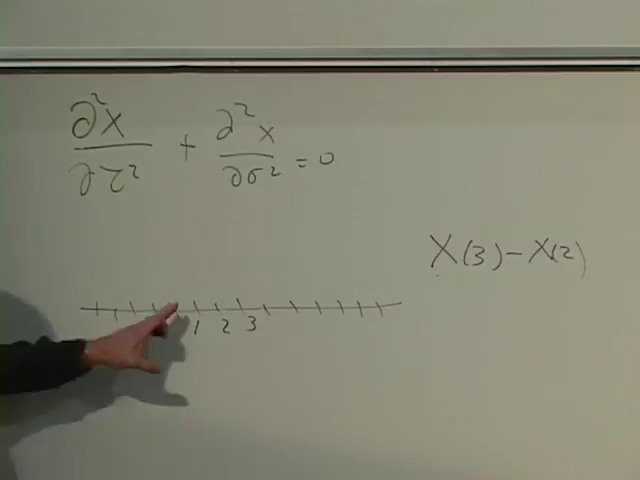 ∂²X/∂τ² + ∂²x/∂σ² = 0
X(3) - X(2)
1 2 3